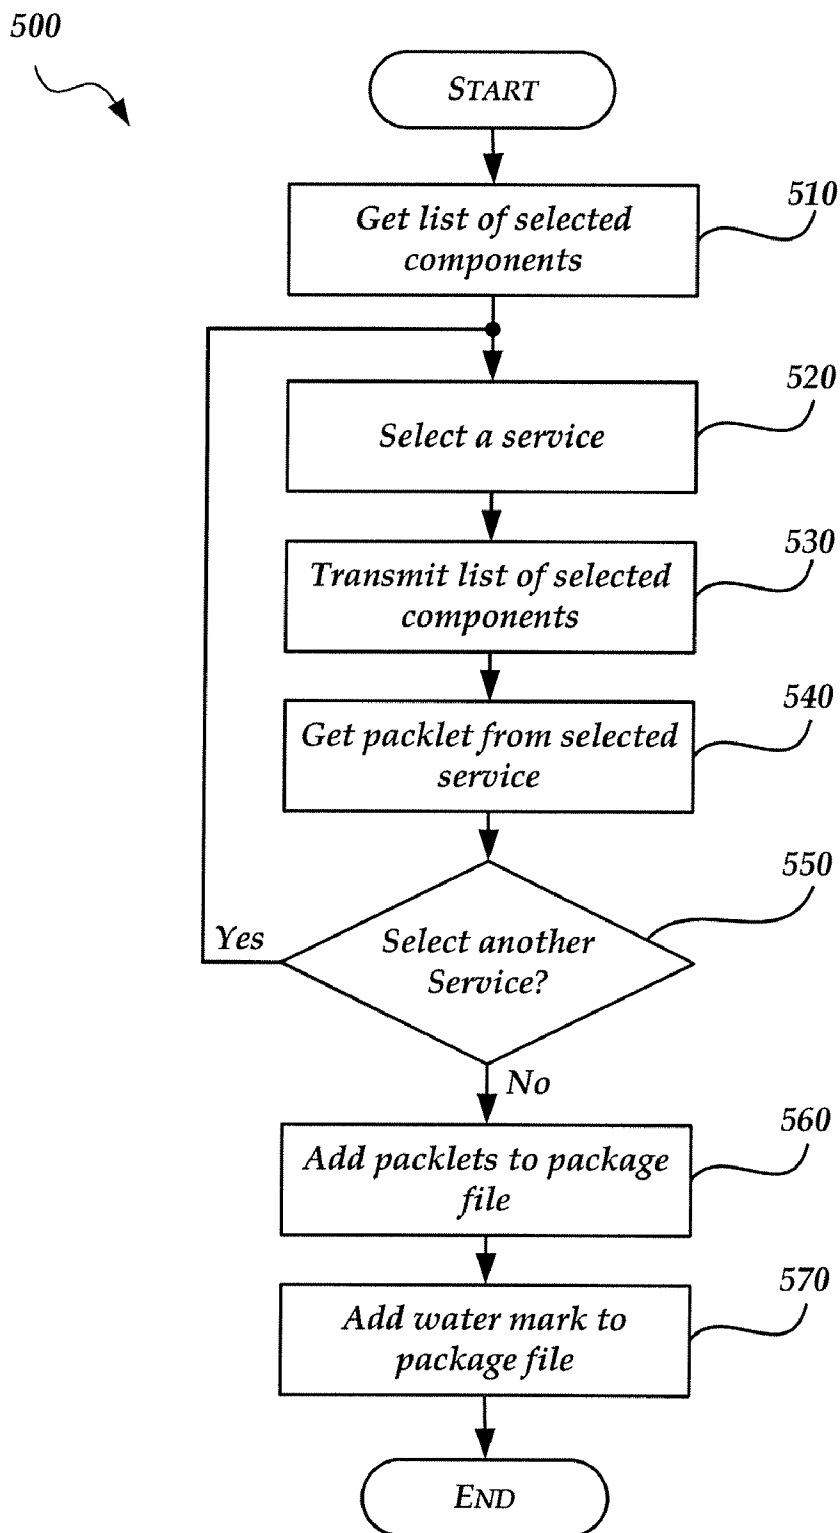 500
START
510
Get list of selected
components
520
Select a service
530
Transmit list of selected
components
540
Get packlet from selected
service
550
Select another
Service?
Yes
No
560
Add packlets to package
file
570
Add water mark to
package file
END